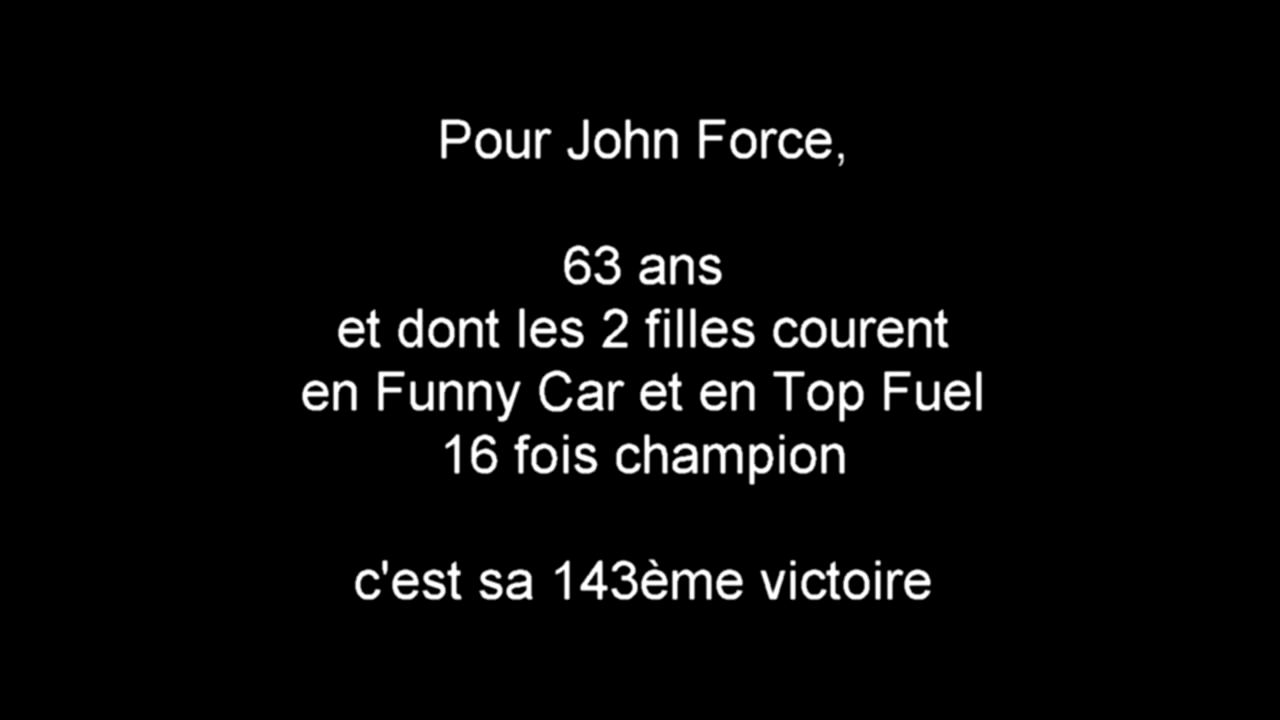 Pour John Force,
63 ans
et dont les 2 filles courent
en Funny Car et en Top Fuel
16 fois champion
c'est sa 143ème victoire